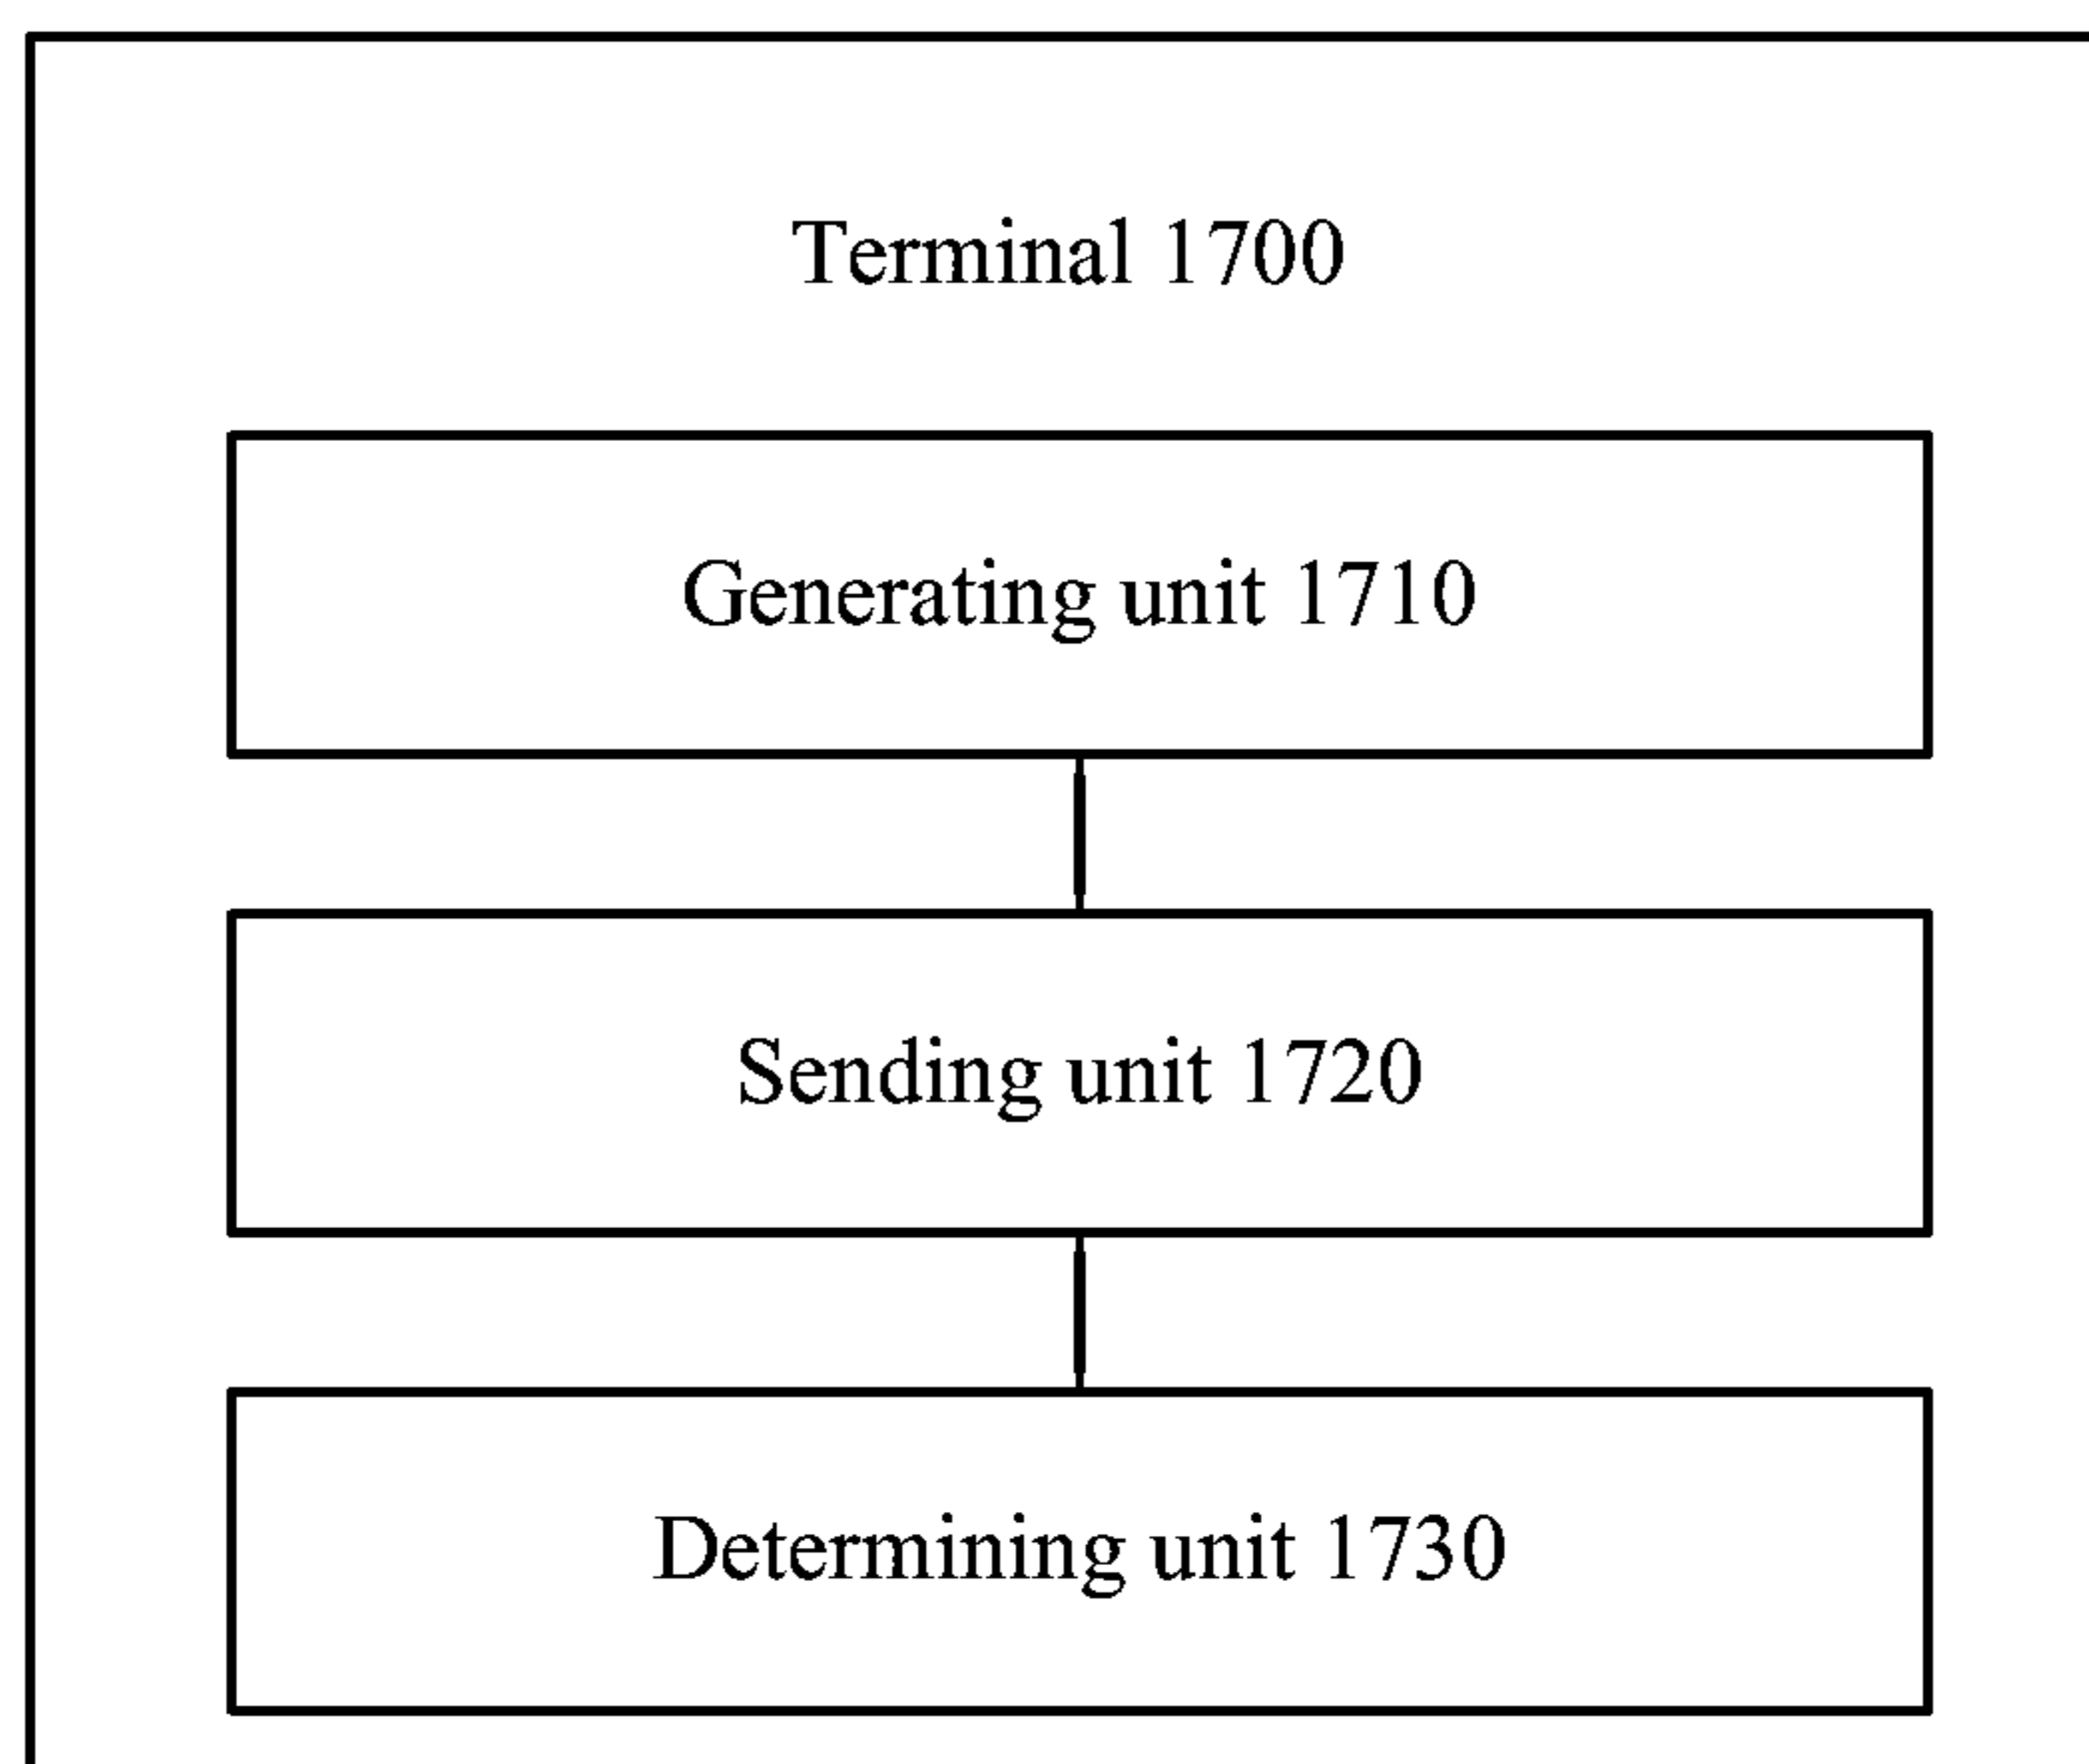 Terminal 1700
Generating unit 1710
Sending unit 1720
Determining unit 1730